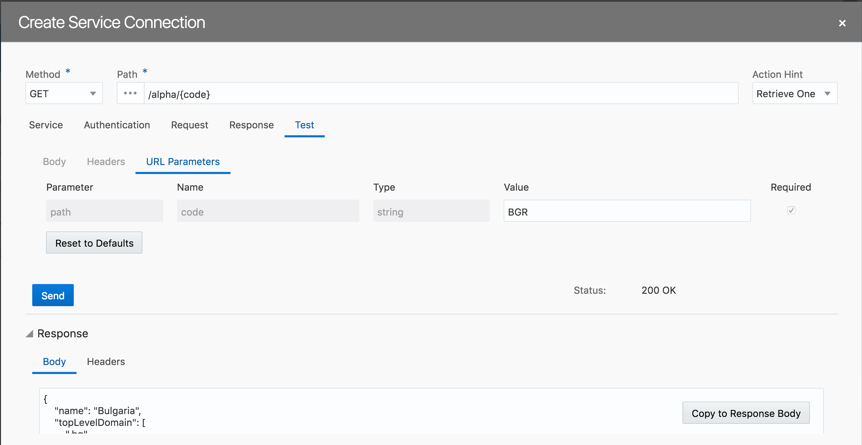 Create Service Connection ×
Method * Path * Action Hint
GET ••• /alpha/{code} Retrieve One
Service Authentication Request Response Test
Body Headers URL Parameters
Parameter Name Type Value Required
path code string BGR
Reset to Defaults
Send Status: 200 OK
Response
Body Headers
{
"name": "Bulgaria",
"topLevelDomain": [
Copy to Response Body